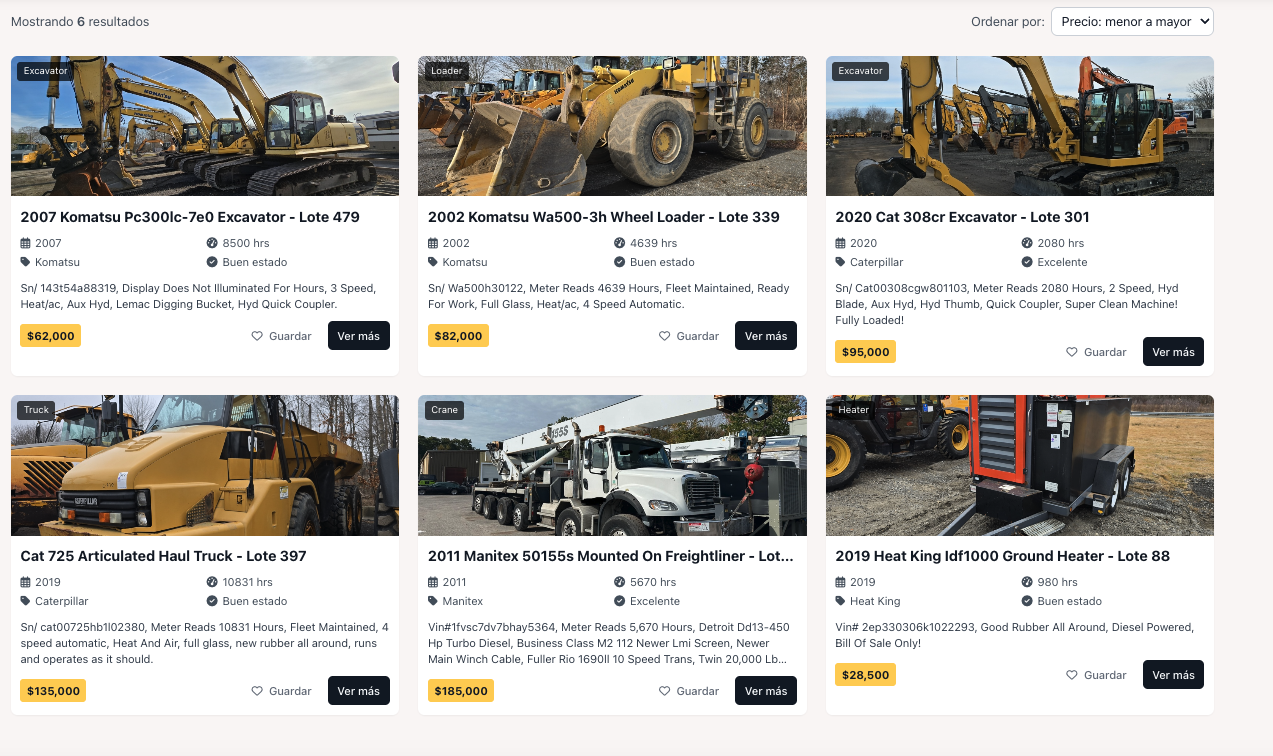 Mostrando 6 resultados
Ordenar por: Precio: menor a mayor
Excavator
KOMATSU
2007 Komatsu Pc300lc-7e0 Excavator - Lote 479
2007
8500 hrs
Komatsu
Buen estado
Sn/ 143t54a88319, Display Does Not Illuminated For Hours, 3 Speed,
Heat/ac, Aux Hyd, Lemac Digging Bucket, Hyd Quick Coupler.
$62,000
Guardar
Ver más
Loader
2002 Komatsu Wa500-3h Wheel Loader - Lote 339
2002
4639 hrs
Komatsu
Buen estado
Sn/ Wa500h30122, Meter Reads 4639 Hours, Fleet Maintained, Ready
For Work, Full Glass, Heat/ac, 4 Speed Automatic.
$82,000
Guardar
Ver más
Excavator
2020 Cat 308cr Excavator - Lote 301
2020
2080 hrs
Caterpillar
Excelente
Sn/ Cat00308cgw801103, Meter Reads 2080 Hours, 2 Speed, Hyd
Blade, Aux Hyd, Hyd Thumb, Quick Coupler, Super Clean Machine!
Fully Loaded!
$95,000
Guardar
Ver más
Truck
CATERPILLAR
Cat 725 Articulated Haul Truck - Lote 397
2019
10831 hrs
Caterpillar
Buen estado
Sn/ cat00725hb1l02380, Meter Reads 10831 Hours, Fleet Maintained, 4
speed automatic, Heat And Air, full glass, new rubber all around, runs
and operates as it should.
$135,000
Guardar
Ver más
Crane
2011 Manitex 50155s Mounted On Freightliner - Lot...
2011
5670 hrs
Manitex
Excelente
Vin#1fvsc7dv7bhay5364, Meter Reads 5,670 Hours, Detroit Dd13-450
Hp Turbo Diesel, Business Class M2 112 Newer Lmi Screen, Newer
Main Winch Cable, Fuller Rio 1690ll 10 Speed Trans, Twin 20,000 Lb...
$185,000
Guardar
Ver más
Heater
2019 Heat King Idf1000 Ground Heater - Lote 88
2019
980 hrs
Heat King
Buen estado
Vin# 2ep330306k1022293, Good Rubber All Around, Diesel Powered,
Bill Of Sale Only!
$28,500
Guardar
Ver más